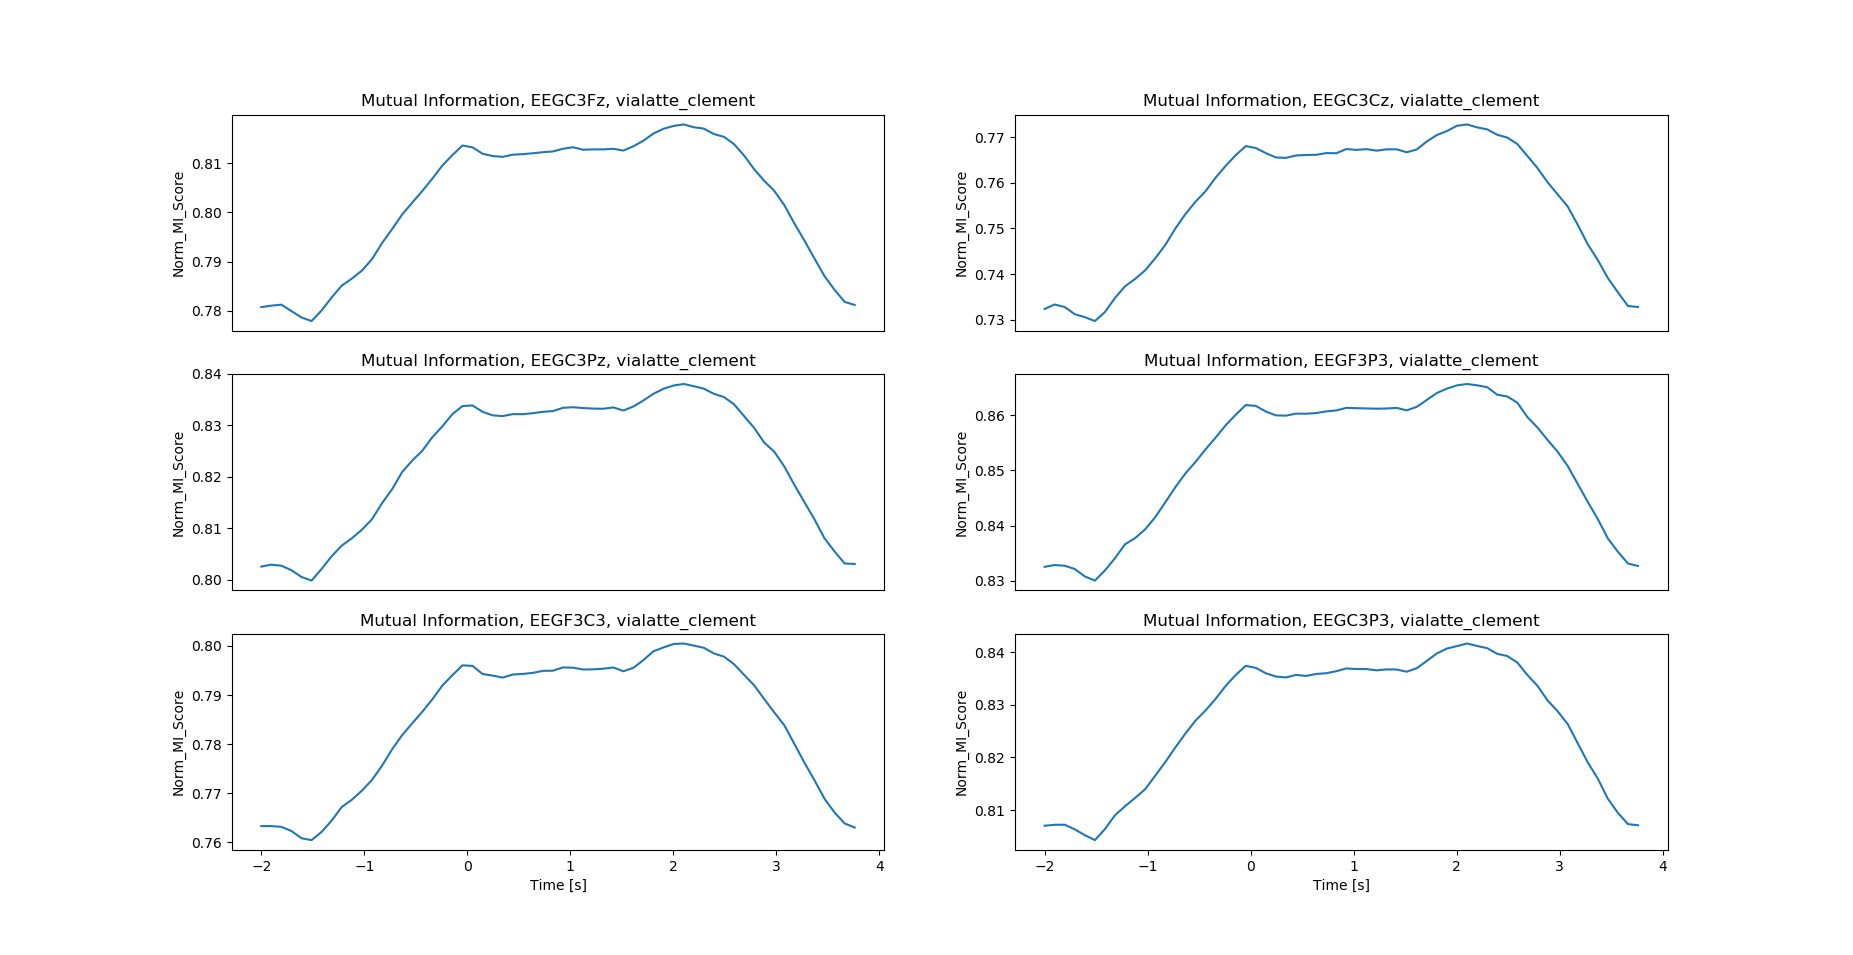 Mutual Information, EEGC3Fz, vialatte_clement
Norm_MI_Score
0.81
0.80
0.79
0.78
Mutual Information, EEGC3Cz, vialatte_clement
Norm_MI_Score
0.77
0.76
0.75
0.74
0.73
Mutual Information, EEGC3Pz, vialatte_clement
Norm_MI_Score
0.84
0.83
0.82
0.81
0.80
Mutual Information, EEGF3P3, vialatte_clement
Norm_MI_Score
0.86
0.85
0.84
0.83
Mutual Information, EEGF3C3, vialatte_clement
Norm_MI_Score
0.80
0.79
0.78
0.77
0.76
−2 −1 0 1 2 3 4
Time [s]
Mutual Information, EEGC3P3, vialatte_clement
Norm_MI_Score
0.84
0.83
0.82
0.81
−2 −1 0 1 2 3 4
Time [s]